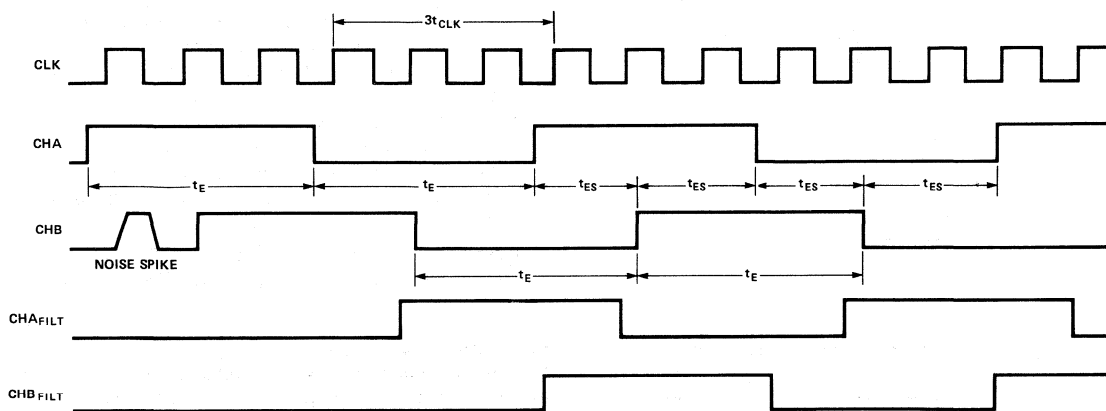 3tCLK
CLK
CHA
tE tE tES tES tES tES
CHB
NOISE SPIKE
tE tE
CHAFILT
CHBFILT